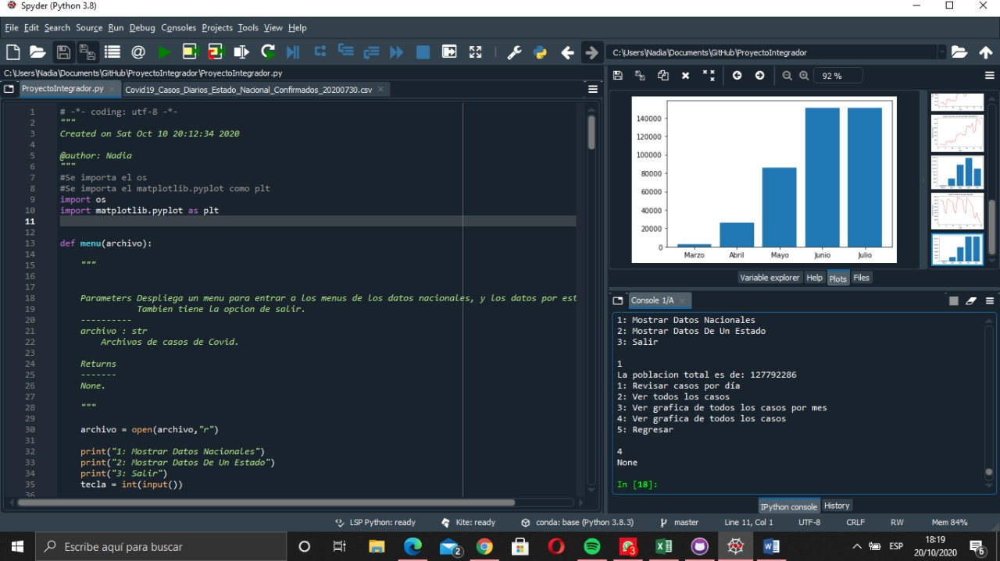 Spyder (Python 3.8)
File Edit Search Source Run Debug Consoles Projects Tools View Help
C:\Users\Nadia\Documents\GitHub\ProyectoIntegrador
C:\Users\Nadia\Documents\GitHub\ProyectoIntegrador\ProyectoIntegrador.py
ProyectoIntegrador.py
Covid19_Casos_Diarios_Estado_Nacional_Confirmados_20200730.csv
1 # -*- coding: utf-8 -*-
2 """
3 Created on Sat Oct 10 20:12:34 2020
4
5 @author: Nadia
6 """
7 #Se importa el os
8 #Se importa el matplotlib.pyplot como plt
9 import os
10 import matplotlib.pyplot as plt
11
12
13 def menu(archivo):
14
15 """
16
17
18 Parameters Despliega un menu para entrar a los menus de los datos nacionales, y los datos por est
19 Tambien tiene la opcion de salir.
20 ----------
21 archivo : str
22 Archivos de casos de Covid.
23
24 Returns
25 -------
26 None.
27
28 """
29
30 archivo = open(archivo,"r")
31
32 print("1: Mostrar Datos Nacionales")
33 print("2: Mostrar Datos De Un Estado")
34 print("3: Salir")
35 tecla = int(input())
36
92 %
140000
120000
100000
80000
60000
40000
20000
0
Marzo Abril Mayo Junio Julio
Variable explorer Help Plots Files
Console 1/A
1: Mostrar Datos Nacionales
2: Mostrar Datos De Un Estado
3: Salir
1
La poblacion total es de: 127792286
1: Revisar casos por día
2: Ver todos los casos
3: Ver grafica de todos los casos por mes
4: Ver grafica de todos los casos
5: Regresar
4
None
In [18]:
IPython console History
LSP Python: ready Kite: ready conda: base (Python 3.8.3) master Line 11, Col 1 UTF-8 CRLF RW Mem 84%
Escribe aquí para buscar
2
3
ESP
18:19
20/10/2020
6